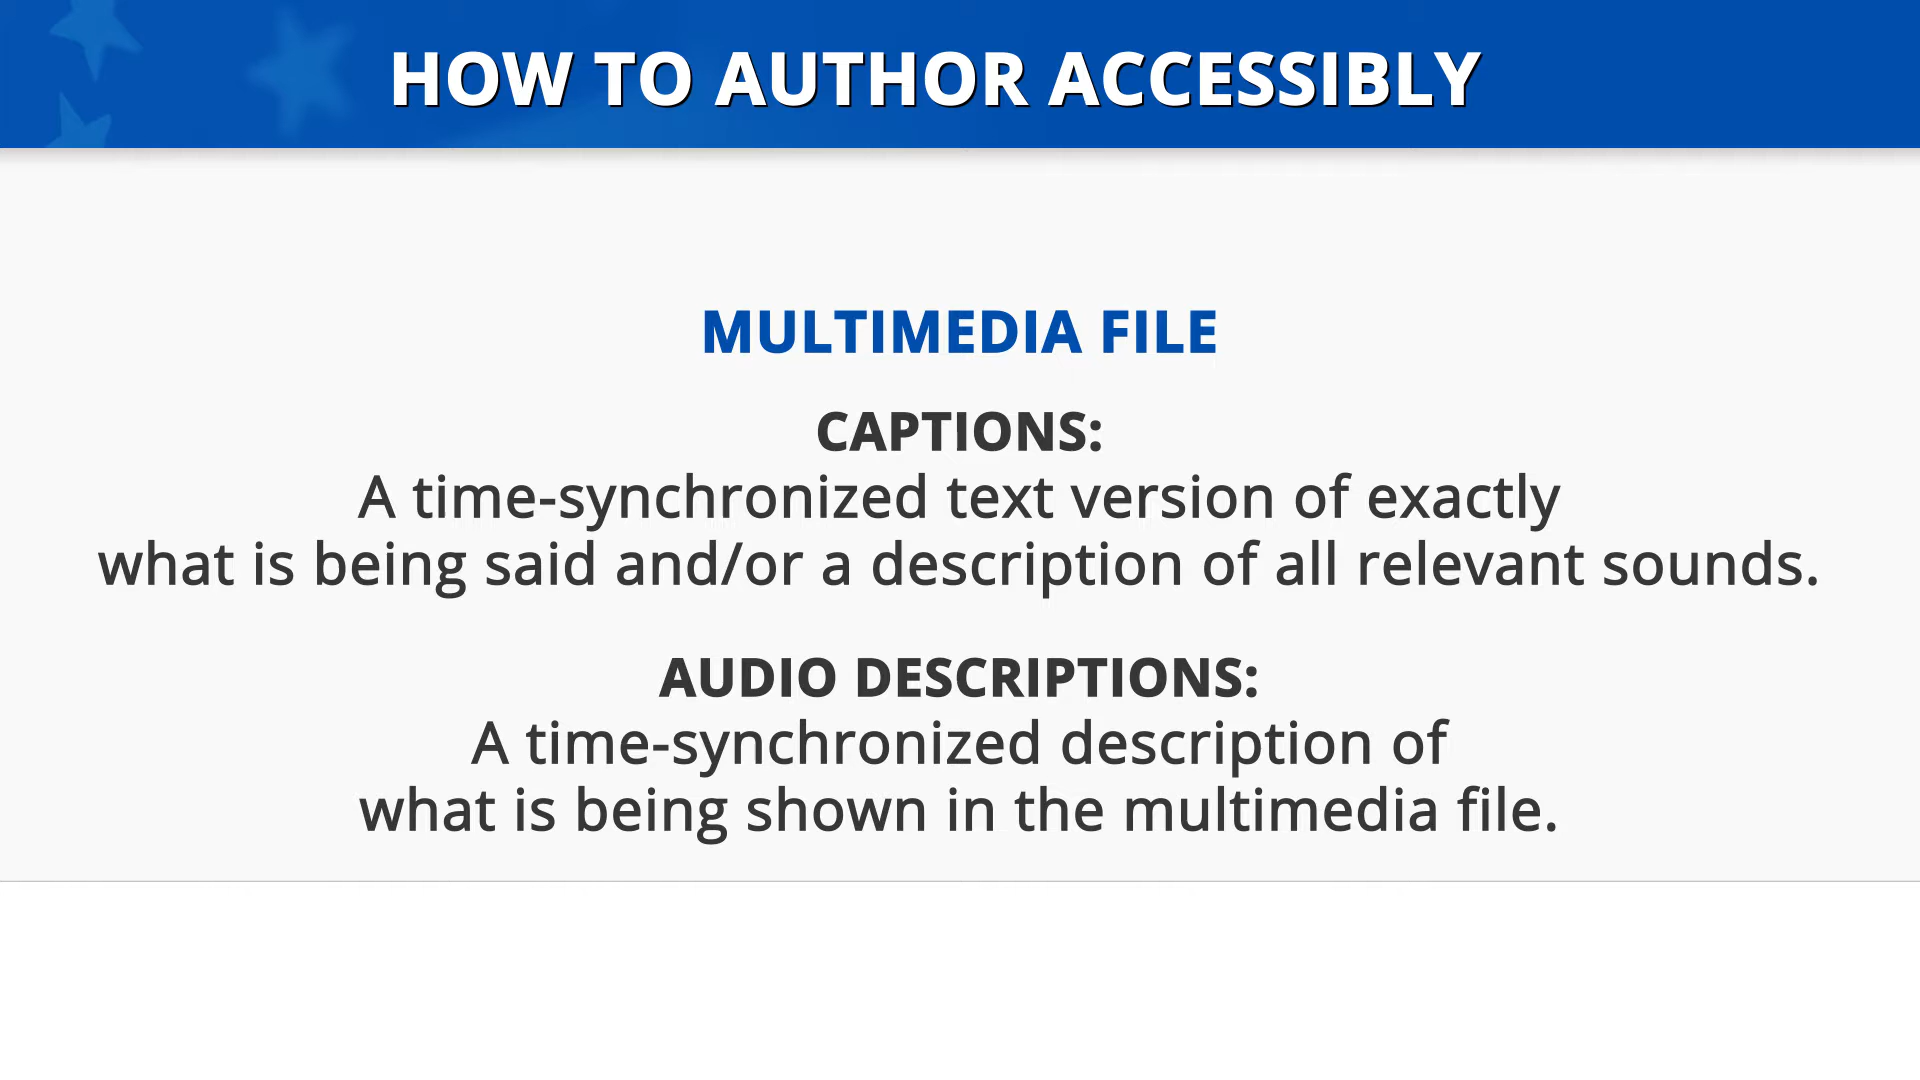 HOW TO AUTHOR ACCESSIBLY
MULTIMEDIA FILE
CAPTIONS:
A time-synchronized text version of exactly
what is being said and/or a description of all relevant sounds.
AUDIO DESCRIPTIONS:
A time-synchronized description of
what is being shown in the multimedia file.